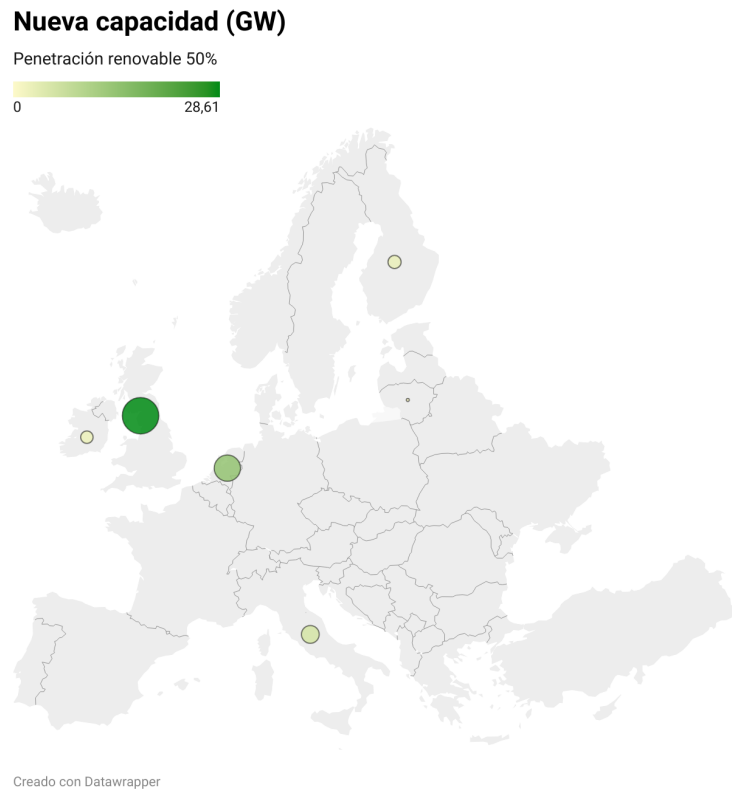 Nueva capacidad (GW)
Penetración renovable 50%
0 28,61
Creado con Datawrapper